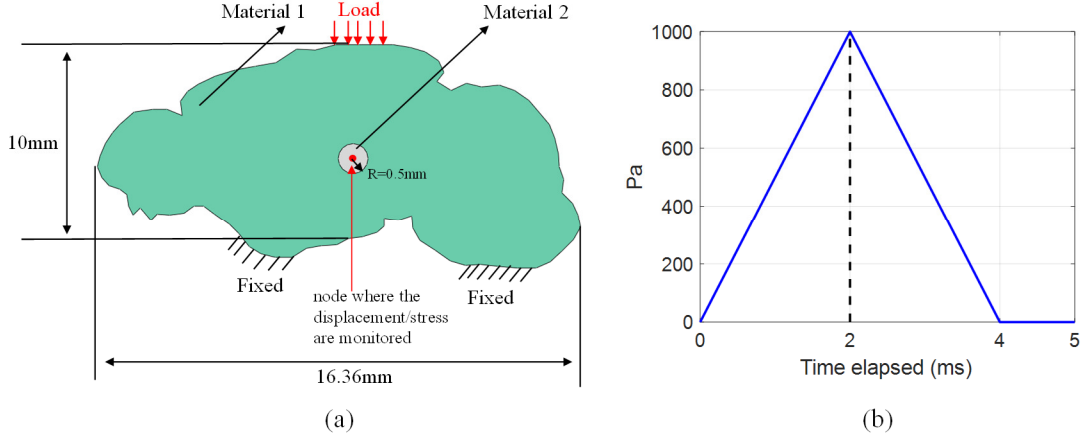 Material 1
Load
Material 2
10mm
R=0.5mm
Fixed
Fixed
node where the
displacement/stress
are monitored
16.36mm
(a)
1000
800
600
400
200
0
Pa
0
2
4
5
Time elapsed (ms)
(b)